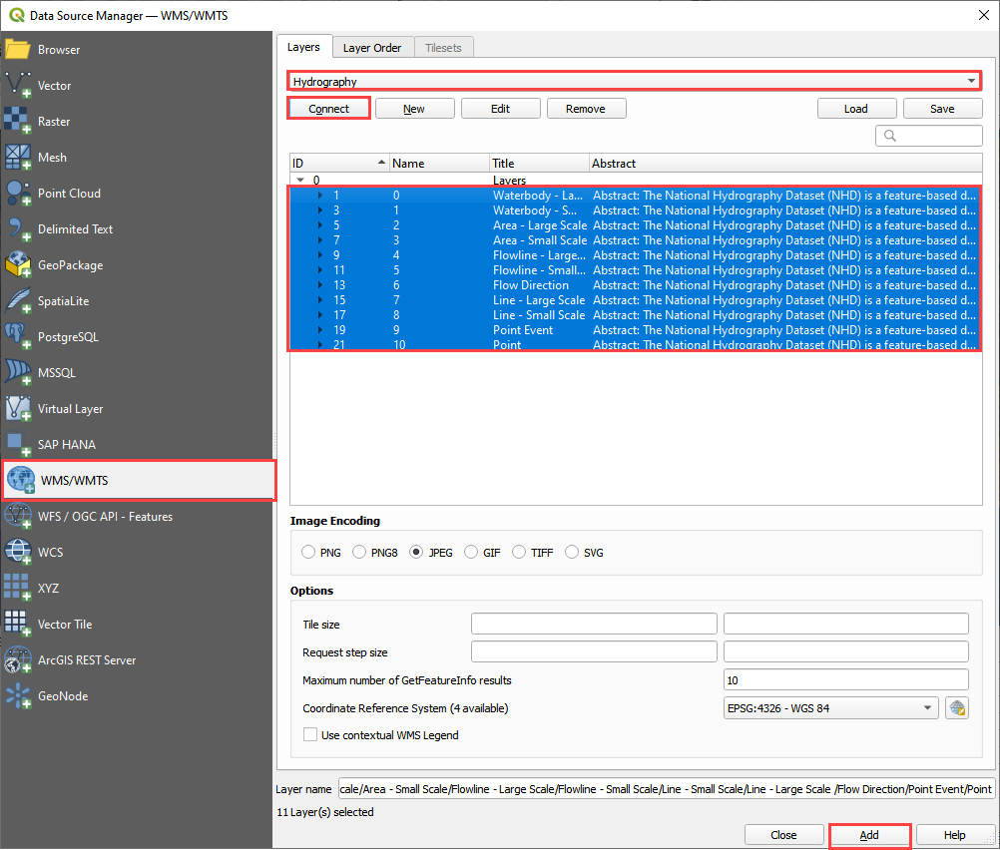 Data Source Manager — WMS/WMTS
Browser
Vector
Raster
Mesh
Point Cloud
Delimited Text
GeoPackage
SpatiaLite
PostgreSQL
MSSQL
Virtual Layer
SAP HANA
WMS/WMTS
WFS / OGC API - Features
WCS
XYZ
Vector Tile
ArcGIS REST Server
GeoNode
Layers Layer Order Tilesets
Hydrography
Connect New Edit Remove Load Save
ID Name Title Abstract
0 Layers
1 0 Waterbody - La... Abstract: The National Hydrography Dataset (NHD) is a feature-based d...
3 1 Waterbody - S... Abstract: The National Hydrography Dataset (NHD) is a feature-based d...
5 2 Area - Large Scale Abstract: The National Hydrography Dataset (NHD) is a feature-based d...
7 3 Area - Small Scale Abstract: The National Hydrography Dataset (NHD) is a feature-based d...
9 4 Flowline - Large... Abstract: The National Hydrography Dataset (NHD) is a feature-based d...
11 5 Flowline - Small... Abstract: The National Hydrography Dataset (NHD) is a feature-based d...
13 6 Flow Direction Abstract: The National Hydrography Dataset (NHD) is a feature-based d...
15 7 Line - Large Scale Abstract: The National Hydrography Dataset (NHD) is a feature-based d...
17 8 Line - Small Scale Abstract: The National Hydrography Dataset (NHD) is a feature-based d...
19 9 Point Event Abstract: The National Hydrography Dataset (NHD) is a feature-based d...
21 10 Point Abstract: The National Hydrography Dataset (NHD) is a feature-based d...
Image Encoding
PNG PNG8 JPEG GIF TIFF SVG
Options
Tile size
Request step size
Maximum number of GetFeatureInfo results 10
Coordinate Reference System (4 available) EPSG:4326 - WGS 84
Use contextual WMS Legend
Layer name cale/Area - Small Scale/Flowline - Large Scale/Flowline - Small Scale/Line - Small Scale/Line - Large Scale /Flow Direction/Point Event/Point
11 Layer(s) selected
Close Add Help